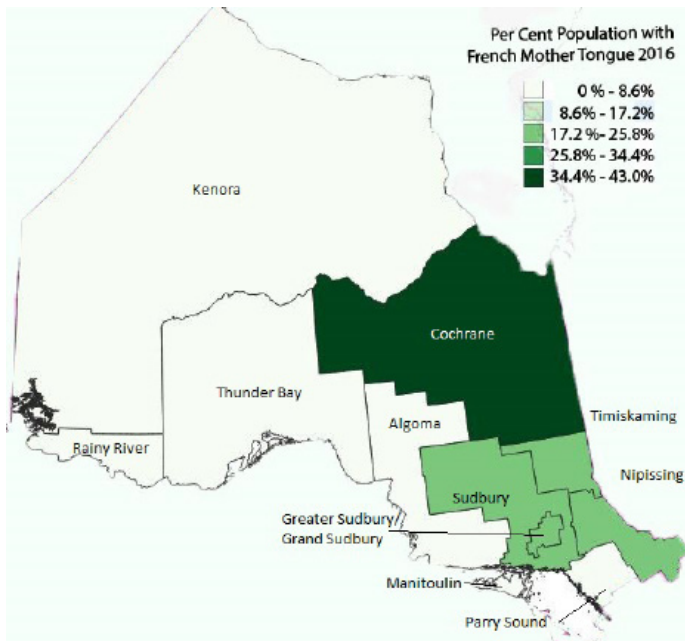 Per Cent Population with
French Mother Tongue 2016
0 % - 8.6%
8.6% - 17.2%
17.2 % - 25.8%
25.8% - 34.4%
34.4% - 43.0%
Kenora
Cochrane
Thunder Bay
Algoma
Timiskaming
Rainy River
Nipissing
Sudbury
Greater Sudbury/
Grand Sudbury
Manitoulin
Parry Sound